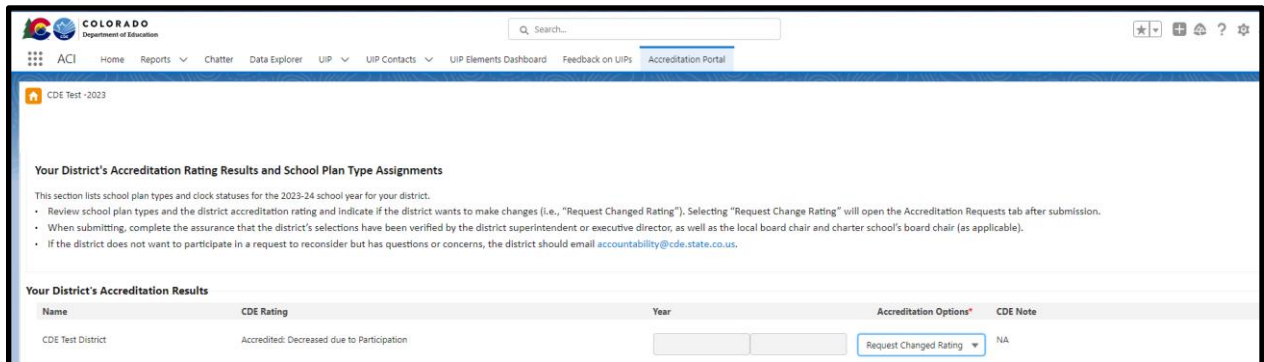 COLORADO
Department of Education
Search...
ACI Home Reports Chatter Data Explorer UIP UIP Contacts UIP Elements Dashboard Feedback on UIPs Accreditation Portal
CDE Test -2023
Your District's Accreditation Rating Results and School Plan Type Assignments
This section lists school plan types and clock statuses for the 2023-24 school year for your district.
• Review school plan types and the district accreditation rating and indicate if the district wants to make changes (i.e., "Request Changed Rating"). Selecting "Request Change Rating" will open the Accreditation Requests tab after submission.
• When submitting, complete the assurance that the district's selections have been verified by the district superintendent or executive director, as well as the local board chair and charter school's board chair (as applicable).
• If the district does not want to participate in a request to reconsider but has questions or concerns, the district should email accountability@cde.state.co.us.
Your District's Accreditation Results
Name CDE Rating Year Accreditation Options* CDE Note
CDE Test District Accredited: Decreased due to Participation Request Changed Rating NA